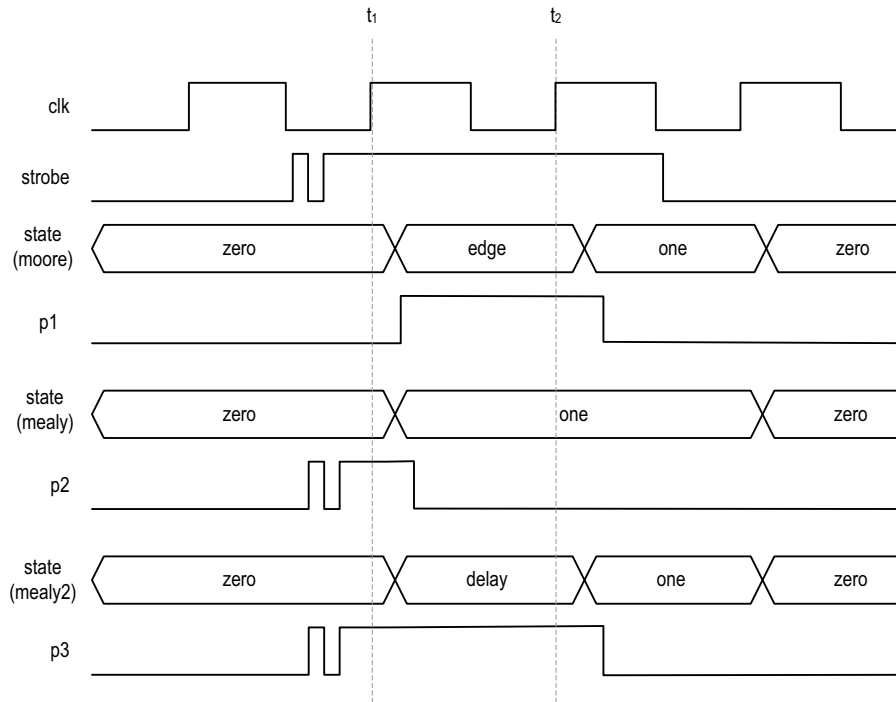 t1 t2
clk
strobe
state
(moore)
zero edge one zero
p1
state
(mealy)
zero one zero
p2
state
(mealy2)
zero delay one zero
p3